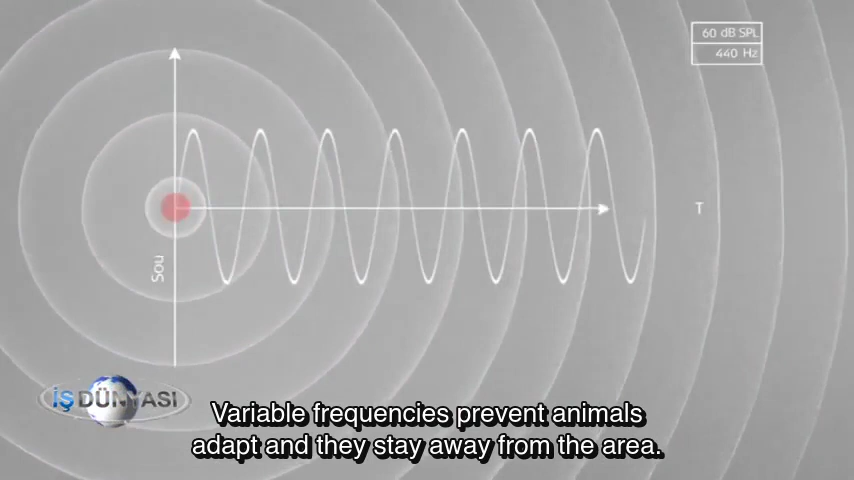 60 dB SPL
440 Hz
T
Sou
İŞ DÜNYASI
Variable frequencies prevent animals
adapt and they stay away from the area.